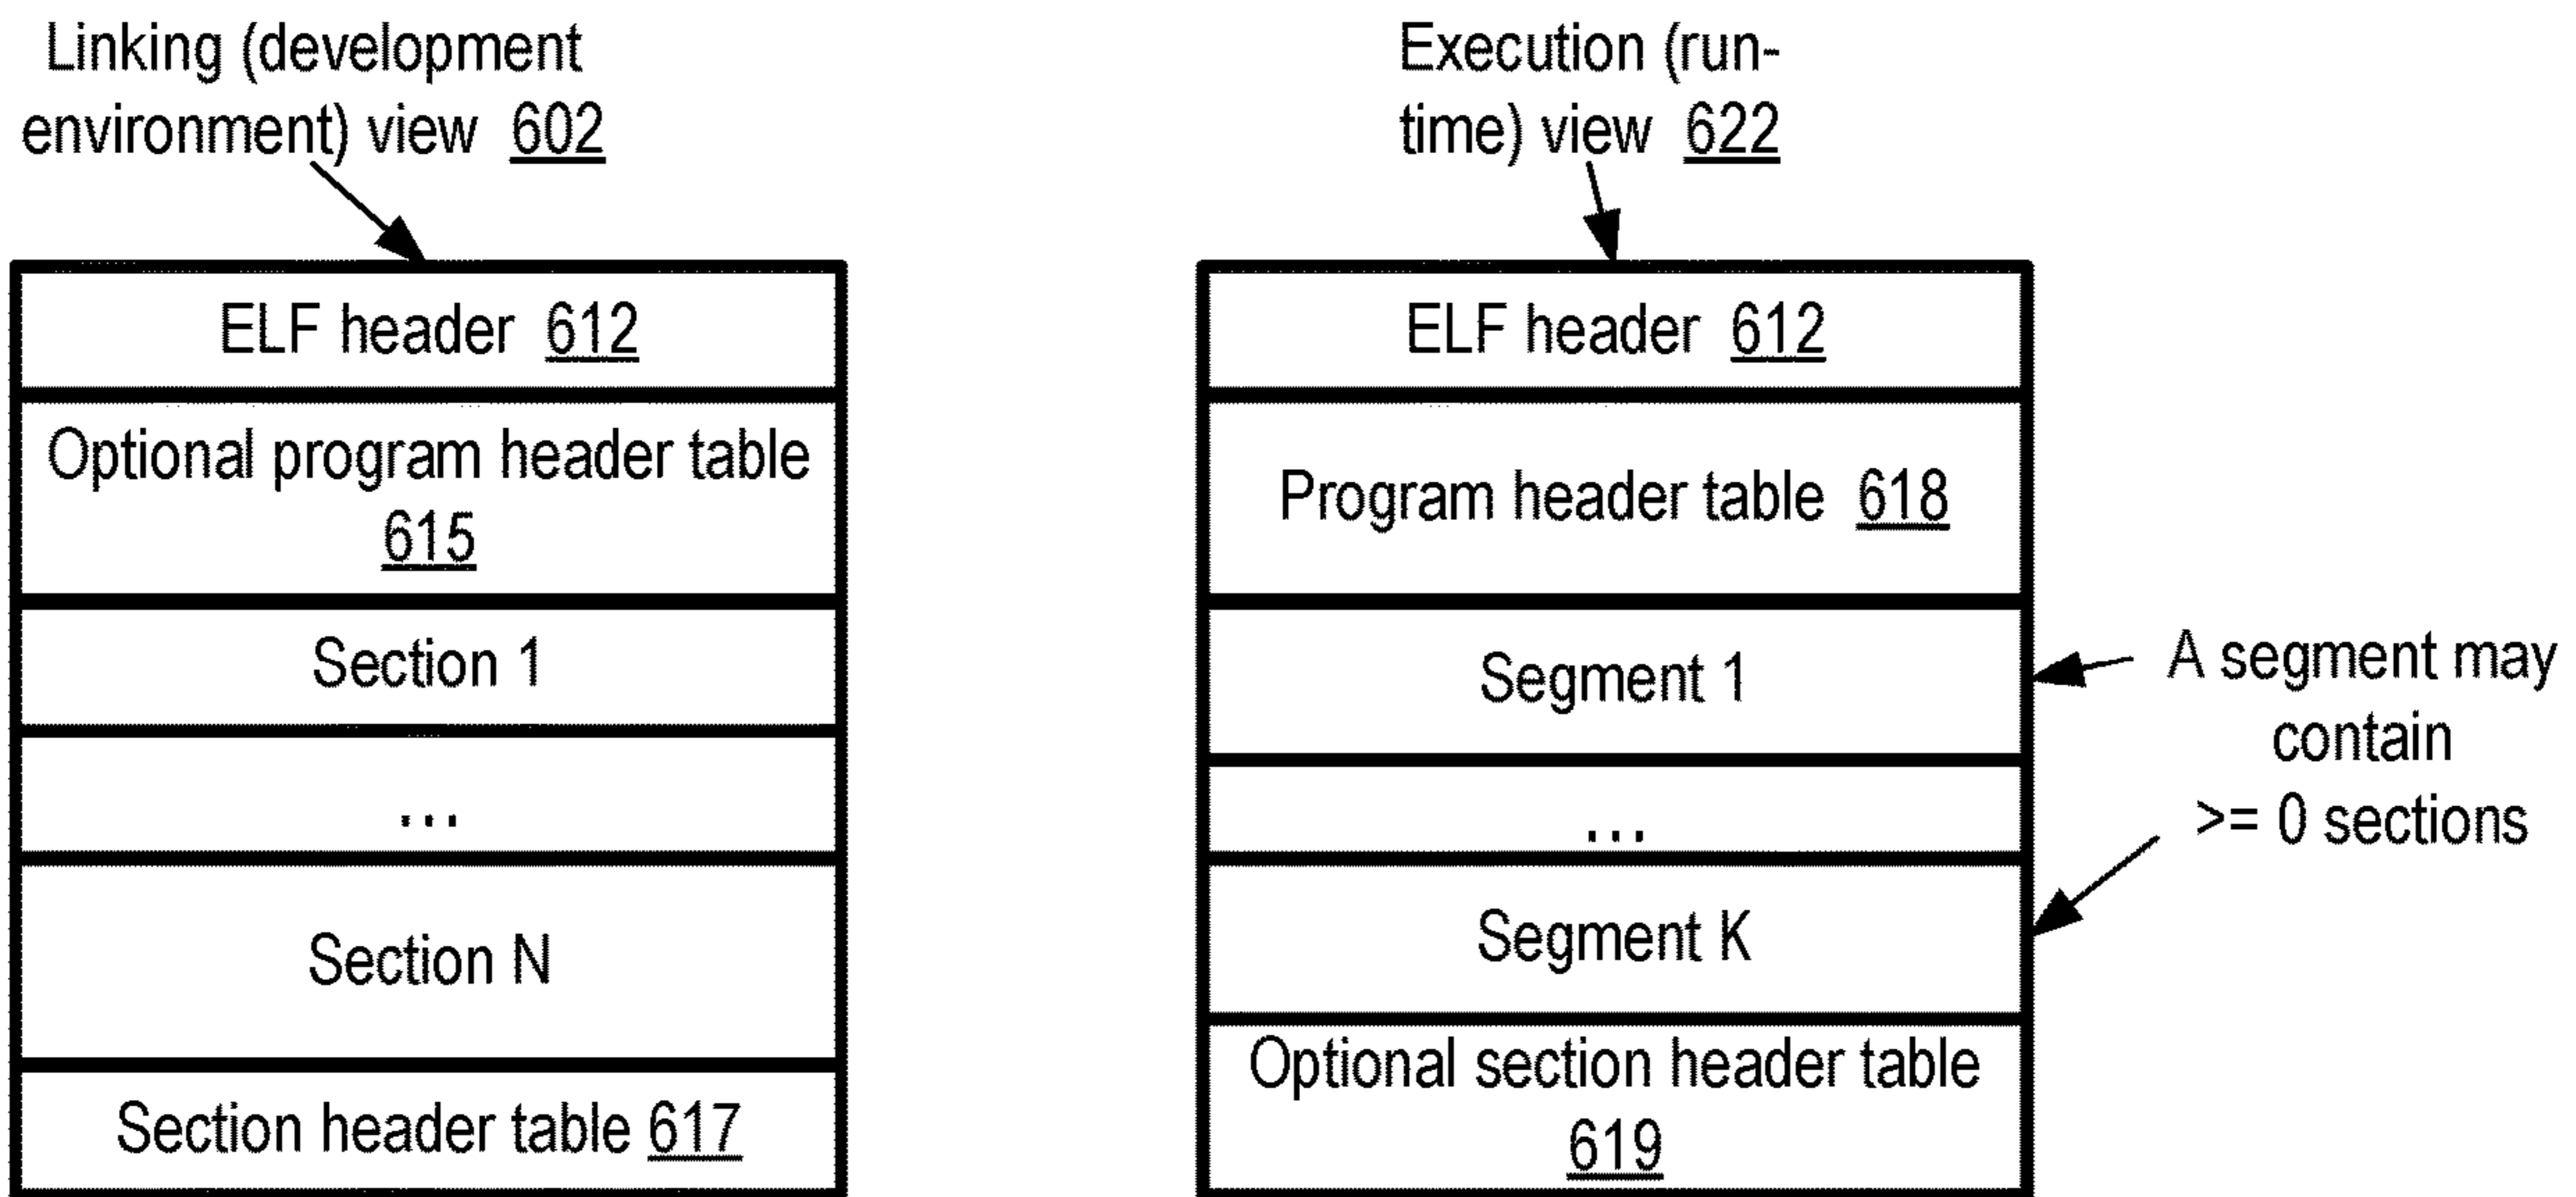 Linking (development
environment) view 602
ELF header 612
Optional program header table
615
Section 1
...
Section N
Section header table 617
Execution (run-
time) view 622
ELF header 612
Program header table 618
Segment 1
...
Segment K
Optional section header table
619
A segment may
contain
>= 0 sections